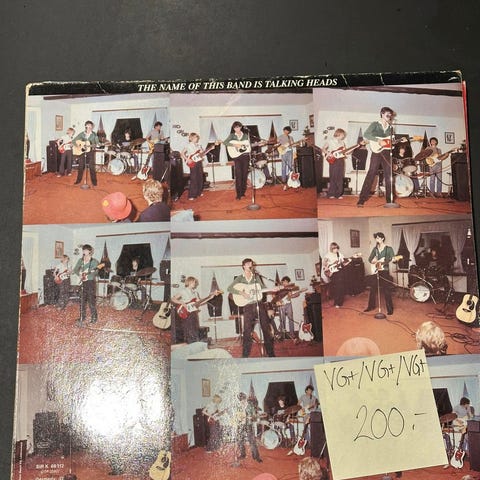 THE NAME OF THIS BAND IS TALKING HEADS
VG+/VG+/VG+
200.-